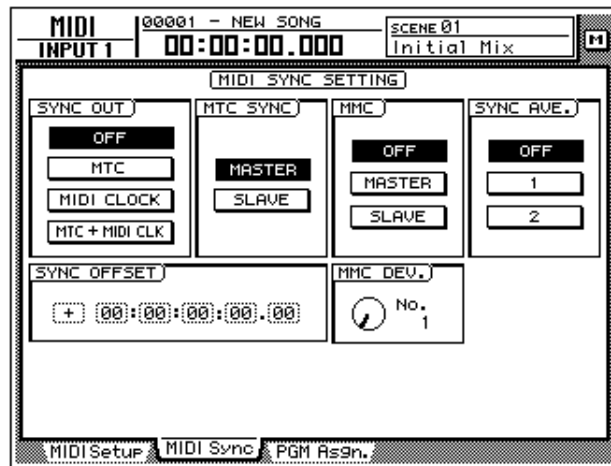 MIDI
INPUT 1
00001 - NEW SONG
00:00:00.000
SCENE 01
Initial Mix
M
MIDI SYNC SETTING
SYNC OUT
OFF
MTC
MIDI CLOCK
MTC + MIDI CLK
MTC SYNC
MASTER
SLAVE
MMC
OFF
MASTER
SLAVE
SYNC AVE.
OFF
1
2
SYNC OFFSET
+ 00:00:00:00.00
MMC DEV.
No.
1
MIDI Setup
MIDI Sync
PGM Asgn.